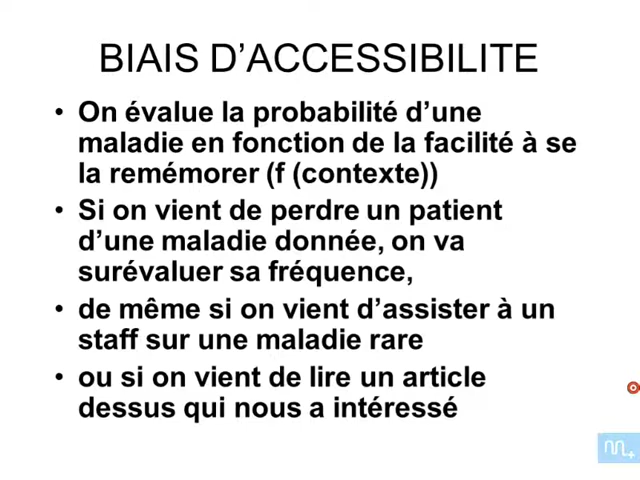 BIAIS D’ACCESSIBILITE
• On évalue la probabilité d’une
maladie en fonction de la facilité à se
la remémorer (f (contexte))
• Si on vient de perdre un patient
d’une maladie donnée, on va
surévaluer sa fréquence,
• de même si on vient d’assister à un
staff sur une maladie rare
• ou si on vient de lire un article
dessus qui nous a intéressé